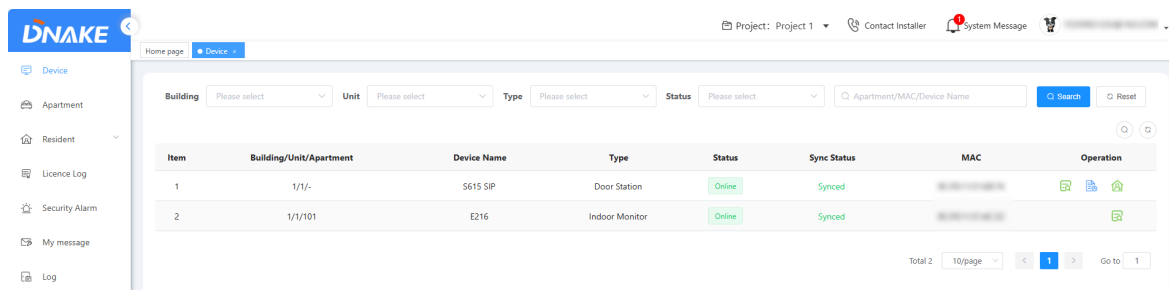 DNAKE
Project: Project 1
Contact Installer
1
System Message
Home page
Device ×
Device
Apartment
Resident
Licence Log
Security Alarm
My message
Log
Building Please select Unit Please select Type Please select Status Please select Apartment/MAC/Device Name Search Reset
Item Building/Unit/Apartment Device Name Type Status Sync Status MAC Operation
1 1/1/- S615 SIP Door Station Online Synced
2 1/1/101 E216 Indoor Monitor Online Synced
Total 2 10/page < 1 > Go to 1